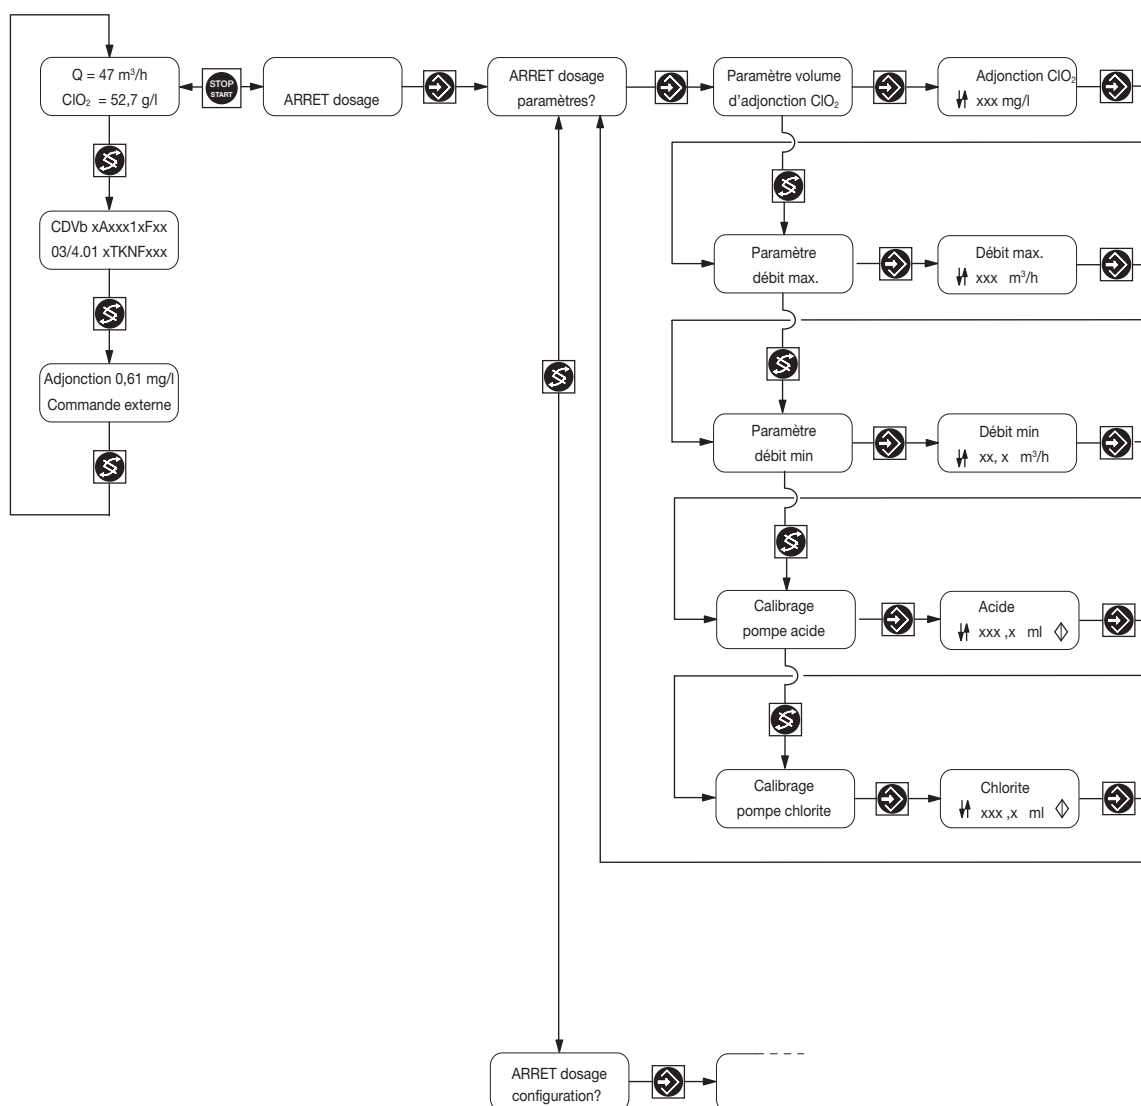 Q = 47 m³/h
ClO₂ = 52,7 g/l
STOP
START
ARRET dosage
ARRET dosage
paramètres?
Paramètre volume
d'adjonction ClO₂
Adjonction ClO₂
xxx mg/l
CDVb xAxxx1xFxx
03/4.01 xTKNFxxx
Paramètre
débit max.
Débit max.
xxx m³/h
Adjonction 0,61 mg/l
Commande externe
Paramètre
débit min
Débit min
xx, x m³/h
Calibrage
pompe acide
Acide
xxx ,x ml
Calibrage
pompe chlorite
Chlorite
xxx ,x ml
ARRET dosage
configuration?